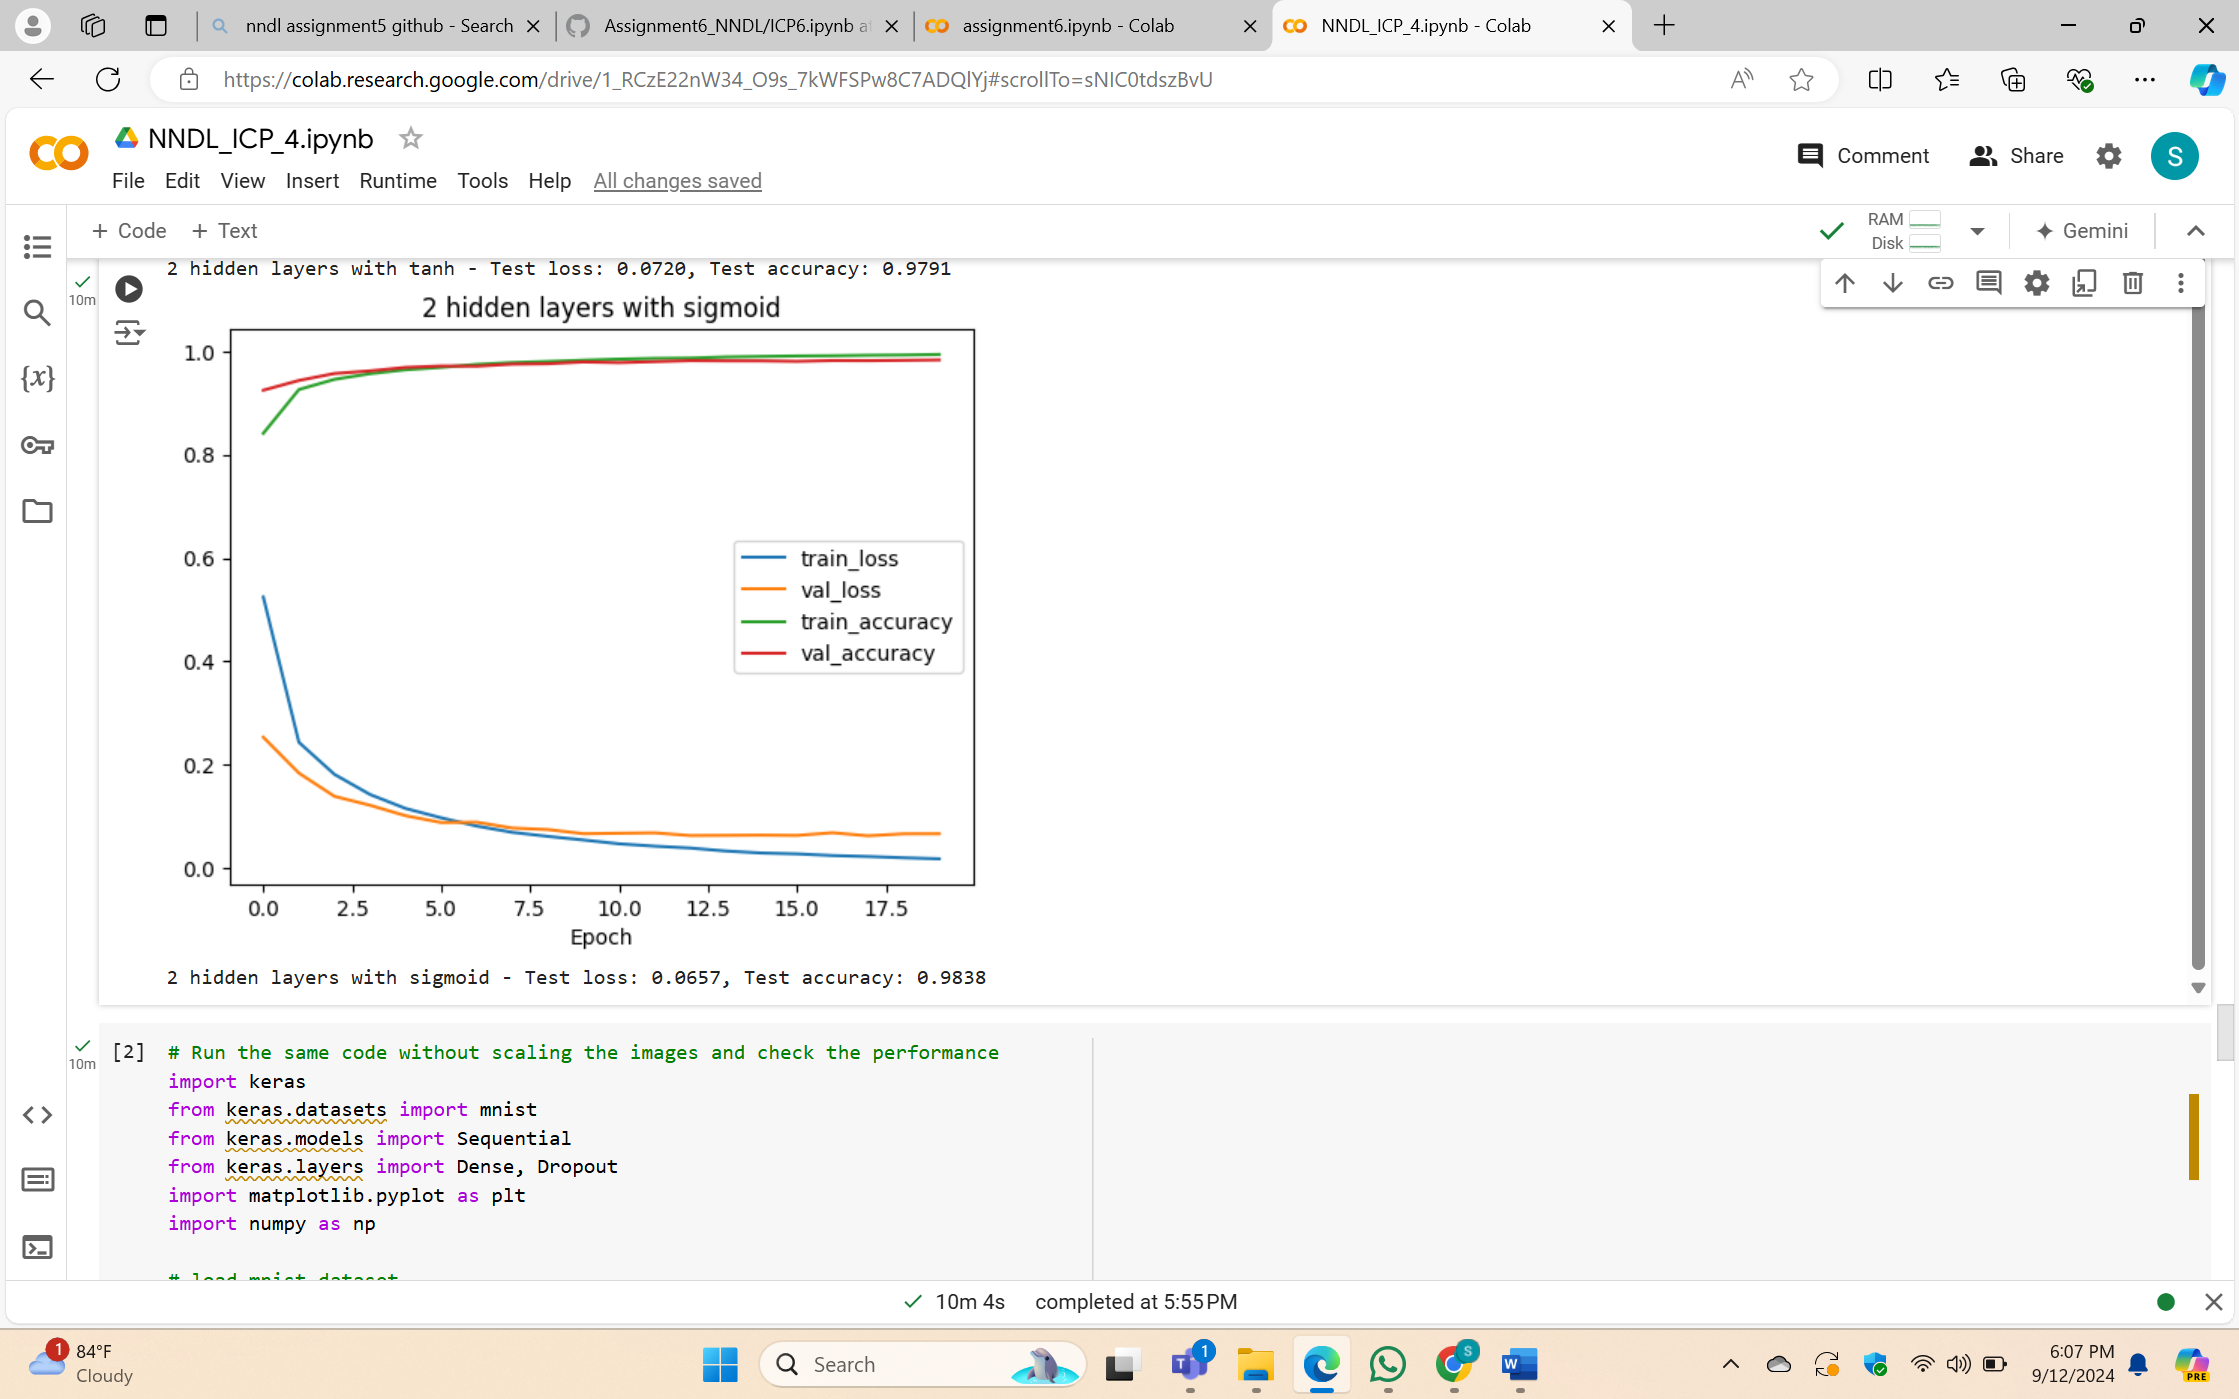 nndl assignment5 github - Search
Assignment6_NNDL/ICP6.ipynb at
assignment6.ipynb - Colab
NNDL_ICP_4.ipynb - Colab
https://colab.research.google.com/drive/1_RCzE22nW34_O9s_7kWFSPw8C7ADQlYj#scrollTo=sNIC0tdszBvU
NNDL_ICP_4.ipynb
Comment
Share
S
File Edit View Insert Runtime Tools Help All changes saved
+ Code + Text
RAM
Disk
Gemini
10m
2 hidden layers with tanh - Test loss: 0.0720, Test accuracy: 0.9791
2 hidden layers with sigmoid
1.0
0.8
0.6
0.4
0.2
0.0
train_loss
val_loss
train_accuracy
val_accuracy
0.0 2.5 5.0 7.5 10.0 12.5 15.0 17.5
Epoch
2 hidden layers with sigmoid - Test loss: 0.0657, Test accuracy: 0.9838
10m
[2] # Run the same code without scaling the images and check the performance
import keras
from keras.datasets import mnist
from keras.models import Sequential
from keras.layers import Dense, Dropout
import matplotlib.pyplot as plt
import numpy as np
# load mnist dataset
10m 4s completed at 5:55 PM
1
84°F
Cloudy
Search
1
S
6:07 PM
9/12/2024
PRE